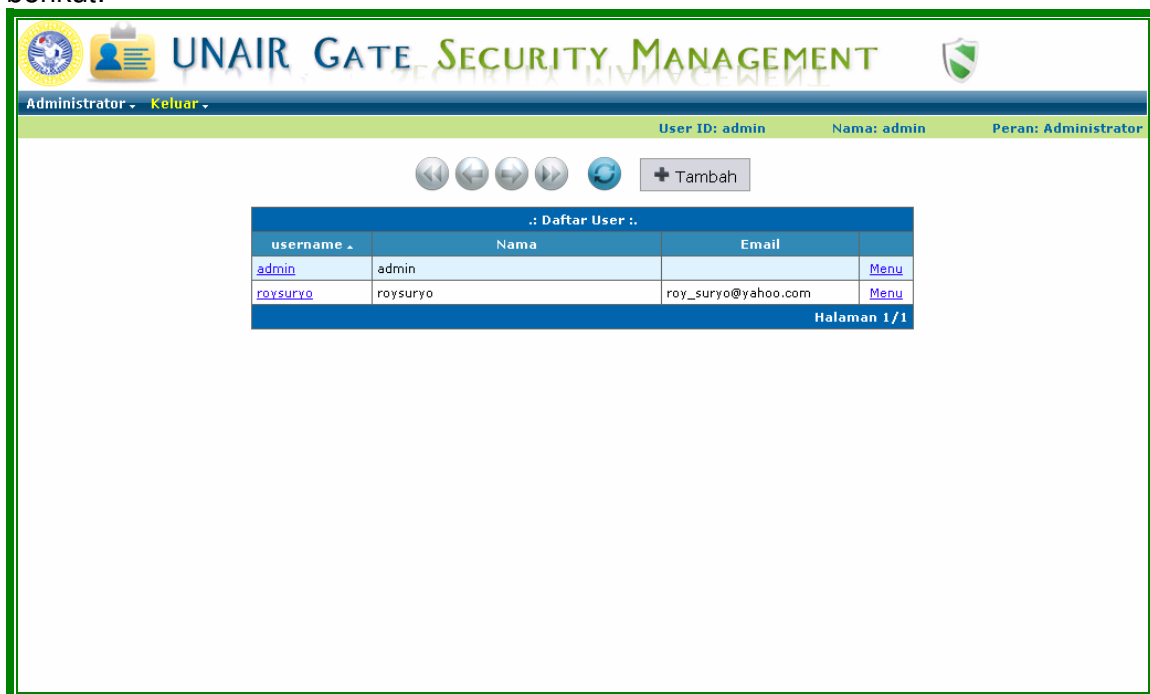 berikut:
UNAIR GATE SECURITY MANAGEMENT
Administrator Keluar
User ID: admin Nama: admin Peran: Administrator
Tambah
.: Daftar User :.
username Nama Email
admin admin Menu
roysuryo roysuryo roy_suryo@yahoo.com Menu
Halaman 1/1